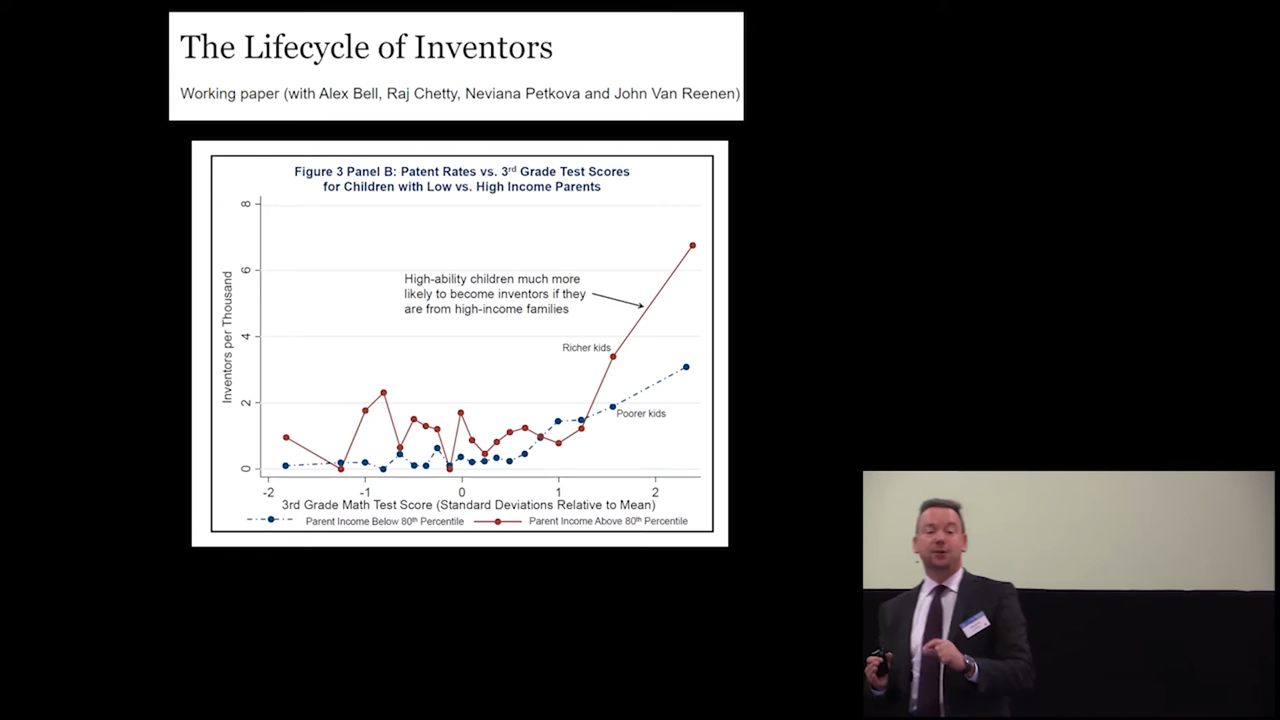 The Lifecycle of Inventors
Working paper (with Alex Bell, Raj Chetty, Neviana Petkova and John Van Reenen)
Figure 3 Panel B: Patent Rates vs. 3rd Grade Test Scores
for Children with Low vs. High Income Parents
8
6
4
2
0
Inventors per Thousand
High-ability children much more
likely to become inventors if they
are from high-income families
Richer kids
Poorer kids
-2 -1 0 1 2
3rd Grade Math Test Score (Standard Deviations Relative to Mean)
Parent Income Below 80th Percentile Parent Income Above 80th Percentile